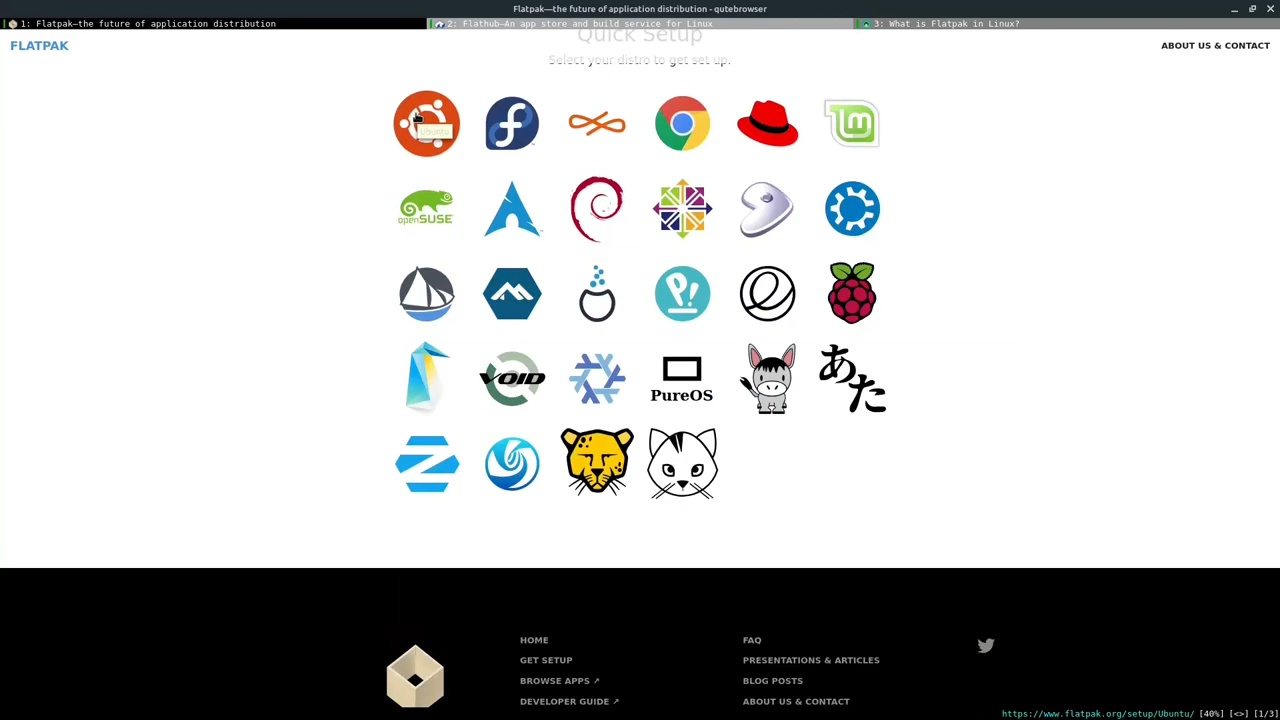 Flatpak—the future of application distribution - qutebrowser
1: Flatpak—the future of application distribution
2: Flathub—An app store and build service for Linux
3: What is Flatpak in Linux?
Quick Setup
FLATPAK
ABOUT US & CONTACT
Select your distro to get set up.
Ubuntu
openSUSE
VOID
PureOS
あた
HOME
GET SETUP
BROWSE APPS ↗
DEVELOPER GUIDE ↗
FAQ
PRESENTATIONS & ARTICLES
BLOG POSTS
ABOUT US & CONTACT
https://www.flatpak.org/setup/Ubuntu/ [40%] [<>] [1/3]